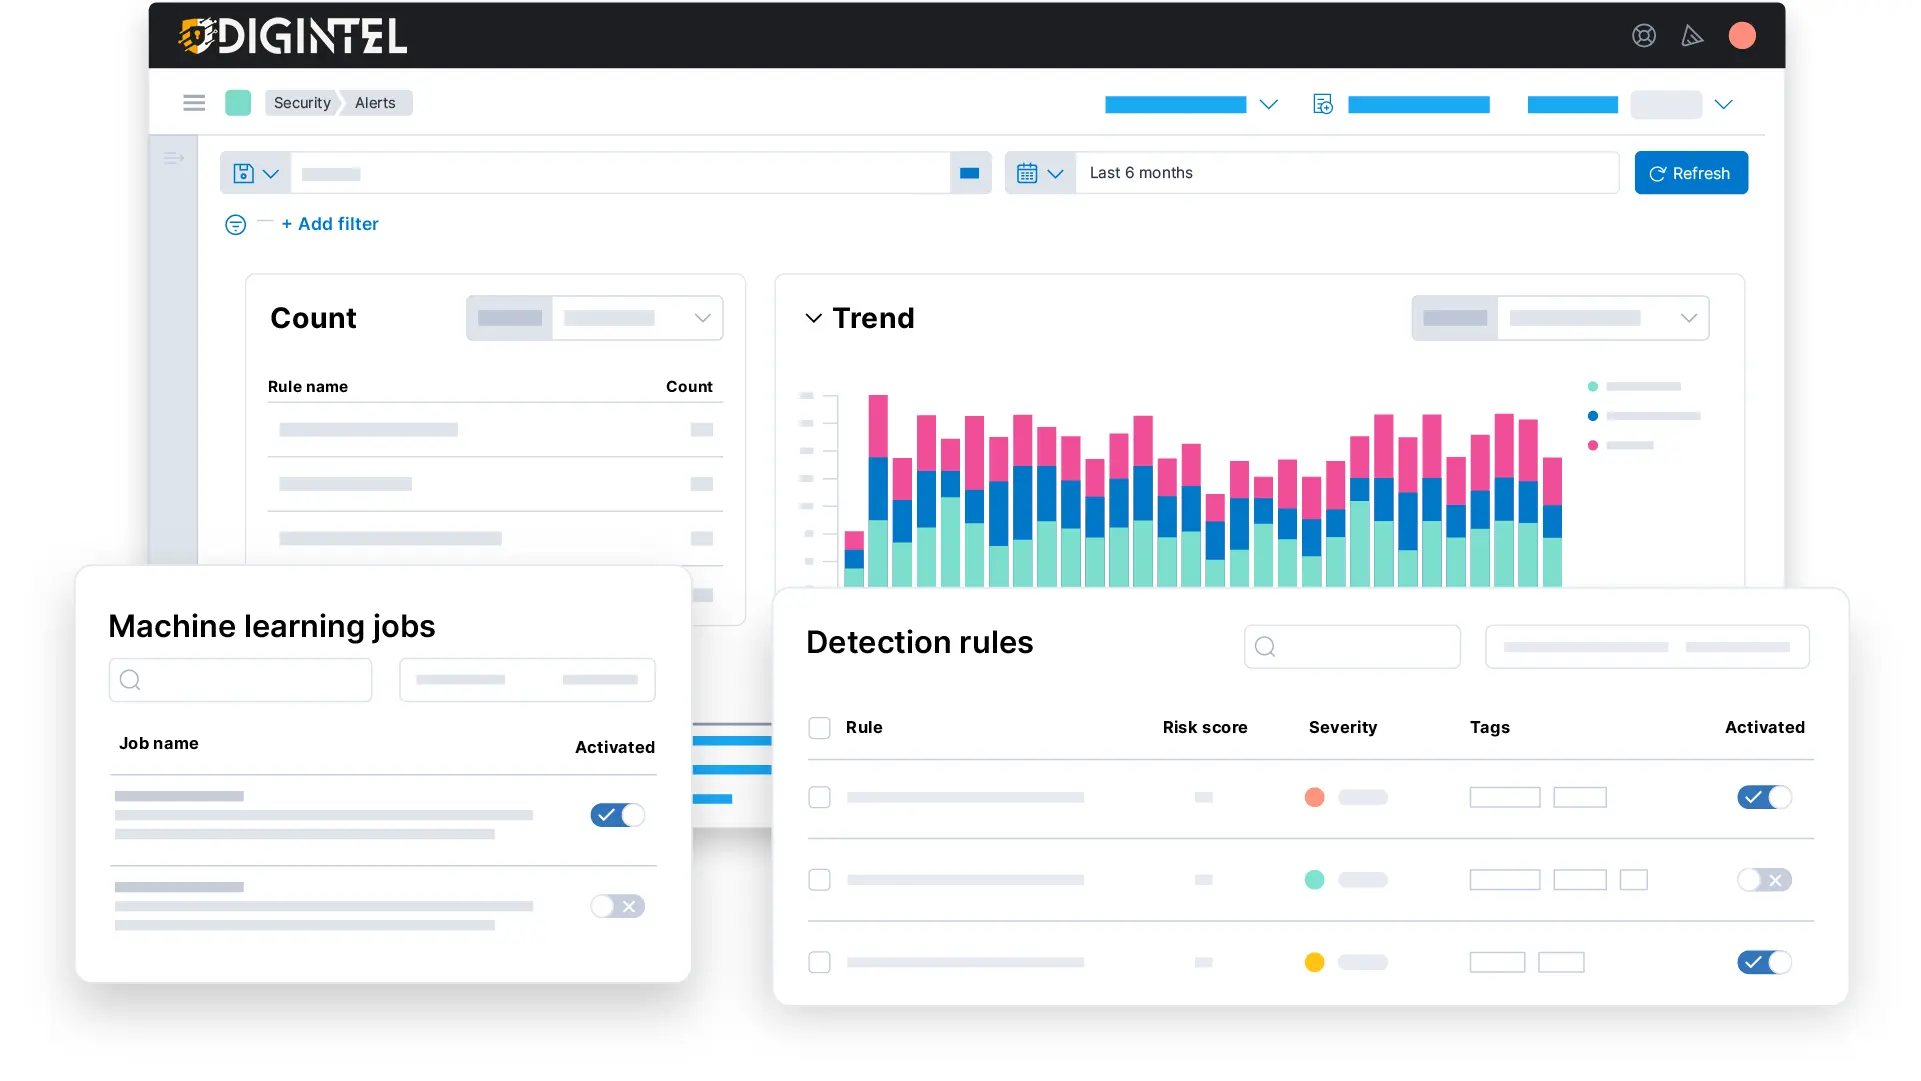 DIGINTEL
Security Alerts
Last 6 months
Refresh
+ Add filter
Count
Rule name Count
Trend
Machine learning jobs
Job name Activated
Detection rules
Rule Risk score Severity Tags Activated